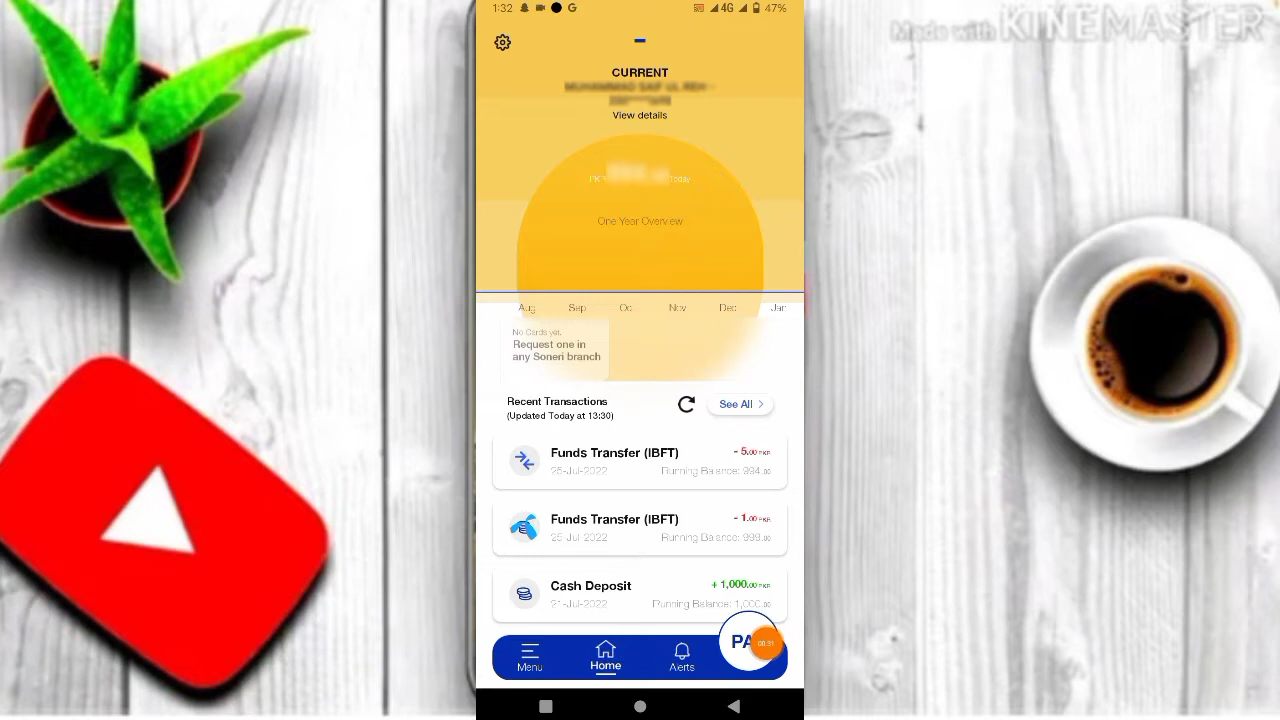 Made with KINEMASTER
1:32
4G
47%
CURRENT
View details
Today
One Year Overview
Aug Sep Oc Nov Dec Jan
No Cards yet.
Request one in
any Soneri branch
Recent Transactions
(Updated Today at 13:30)
See All
Funds Transfer (IBFT)
- 5.00 PKR
25-Jul-2022
Running Balance: 994.00
Funds Transfer (IBFT)
- 1.00 PKR
25-Jul-2022
Running Balance: 999.00
Cash Deposit
+ 1,000.00 PKR
21-Jul-2022
Running Balance: 1,000.00
PA
00:31
Menu
Home
Alerts